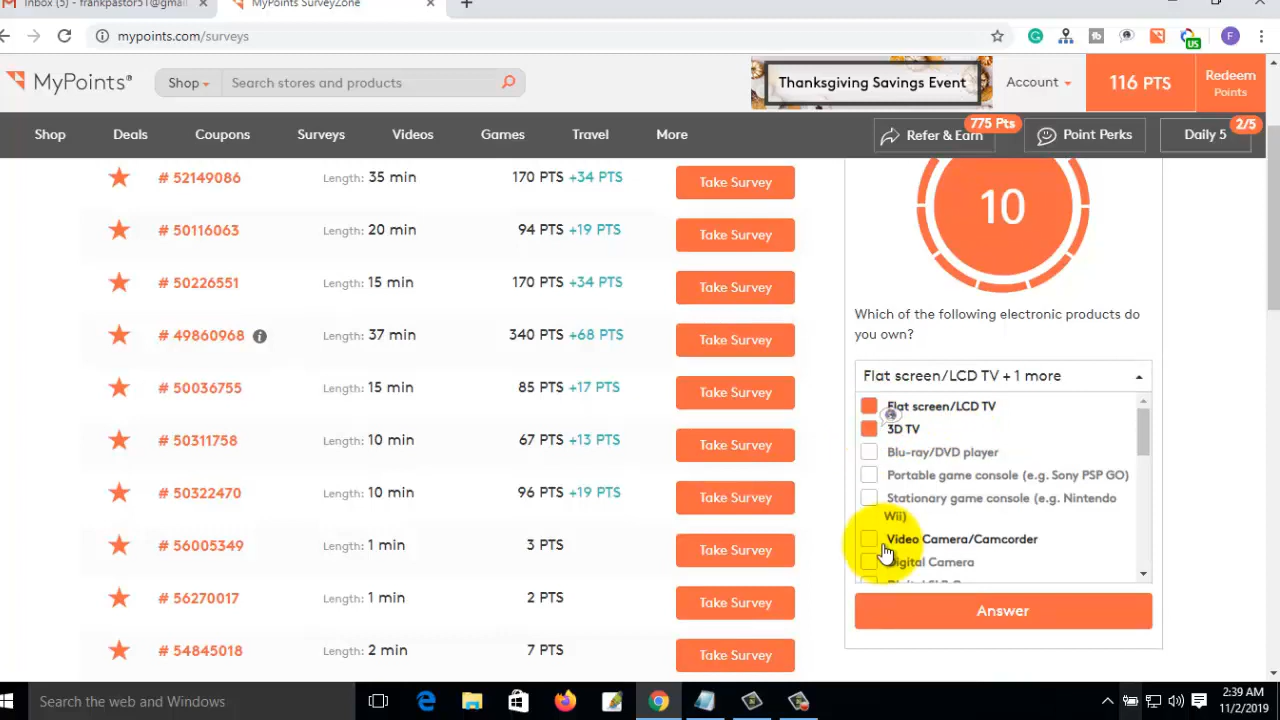 Inbox (5) - frankpastor51@gmail
MyPoints SurveyZone
mypoints.com/surveys
US
F
MyPoints®
Shop
Search stores and products
Thanksgiving Savings Event
Account
116 PTS
Redeem
Points
Shop
Deals
Coupons
Surveys
Videos
Games
Travel
More
Refer & Earn
775 Pts
Point Perks
Daily 5
2/5
# 52149086 Length: 35 min 170 PTS +34 PTS Take Survey
# 50116063 Length: 20 min 94 PTS +19 PTS Take Survey
# 50226551 Length: 15 min 170 PTS +34 PTS Take Survey
# 49860968 Length: 37 min 340 PTS +68 PTS Take Survey
# 50036755 Length: 15 min 85 PTS +17 PTS Take Survey
# 50311758 Length: 10 min 67 PTS +13 PTS Take Survey
# 50322470 Length: 10 min 96 PTS +19 PTS Take Survey
# 56005349 Length: 1 min 3 PTS Take Survey
# 56270017 Length: 1 min 2 PTS Take Survey
# 54845018 Length: 2 min 7 PTS Take Survey
10
Which of the following electronic products do
you own?
Flat screen/LCD TV + 1 more
Flat screen/LCD TV
3D TV
Blu-ray/DVD player
Portable game console (e.g. Sony PSP GO)
Stationary game console (e.g. Nintendo
Wii)
Video Camera/Camcorder
Digital Camera
Answer
Search the web and Windows
2:39 AM
11/2/2019